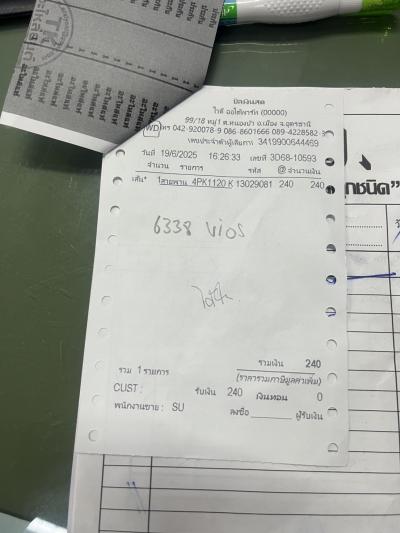 บิลเงินสด
ไวดี ออโต้พาร์ท (00000)
99/18 หมู่1 ต.หนองบัว อ.เมือง จ.อุดรธานี
WD โทร 042-920078-9 086-8601666 089-4228582-3
เลขประจำตัวผู้เสียภาษี 3419900644469
วันที่ 19/6/2025 16:26:33 เลขที่ 3D68-10593
จำนวน รายการ รหัส @ จำนวนเงิน
เส้น* 1 สายพาน 4PK1120 K 13029081 240 240
6338 Vios
รวม 1 รายการ รวมเงิน 240
(ราคารวมภาษีมูลค่าเพิ่ม)
CUST : รับเงิน 240 เงินทอน 0
พนักงานขาย : SU ลงชื่อ ผู้รับเงิน